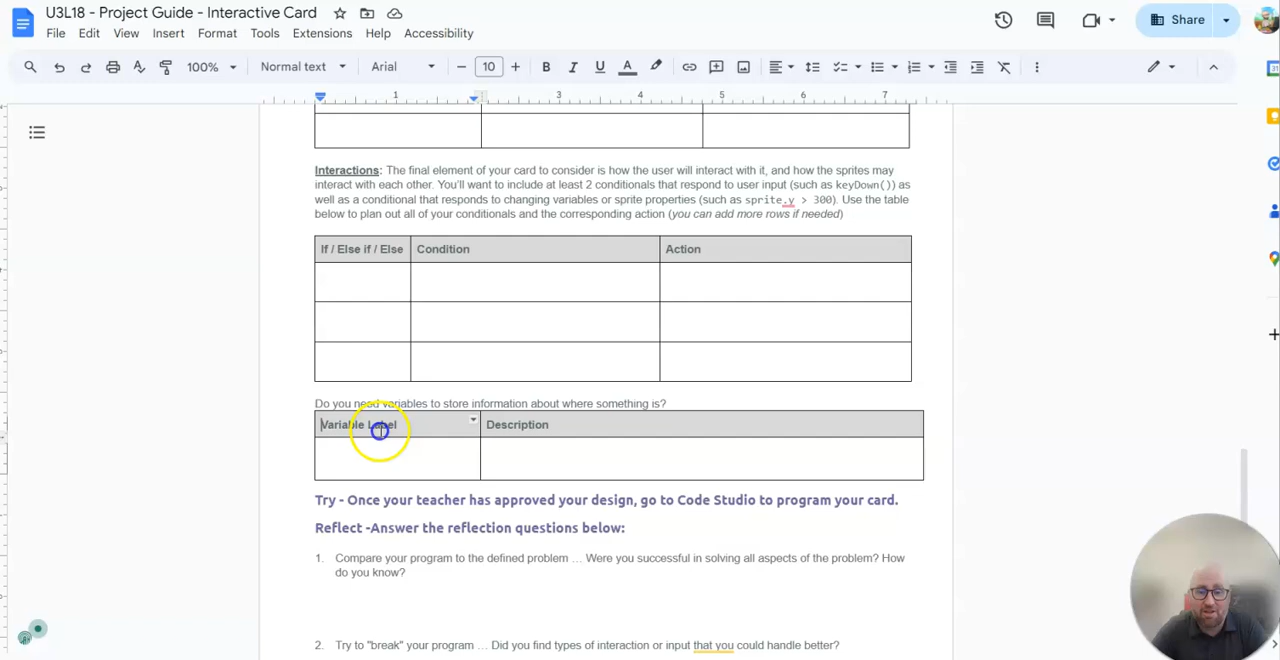 U3L18 - Project Guide - Interactive Card
File Edit View Insert Format Tools Extensions Help Accessibility
Share
100% Normal text Arial 10
1 3 4 5 6 7
Interactions: The final element of your card to consider is how the user will interact with it, and how the sprites may
interact with each other. You'll want to include at least 2 conditionals that respond to user input (such as keyDown()) as
well as a conditional that responds to changing variables or sprite properties (such as sprite.y > 300). Use the table
below to plan out all of your conditionals and the corresponding action (you can add more rows if needed)
If / Else if / Else Condition Action
Do you need variables to store information about where something is?
Variable Label Description
Try - Once your teacher has approved your design, go to Code Studio to program your card.
Reflect -Answer the reflection questions below:
1. Compare your program to the defined problem … Were you successful in solving all aspects of the problem? How
do you know?
2. Try to "break" your program … Did you find types of interaction or input that you could handle better?